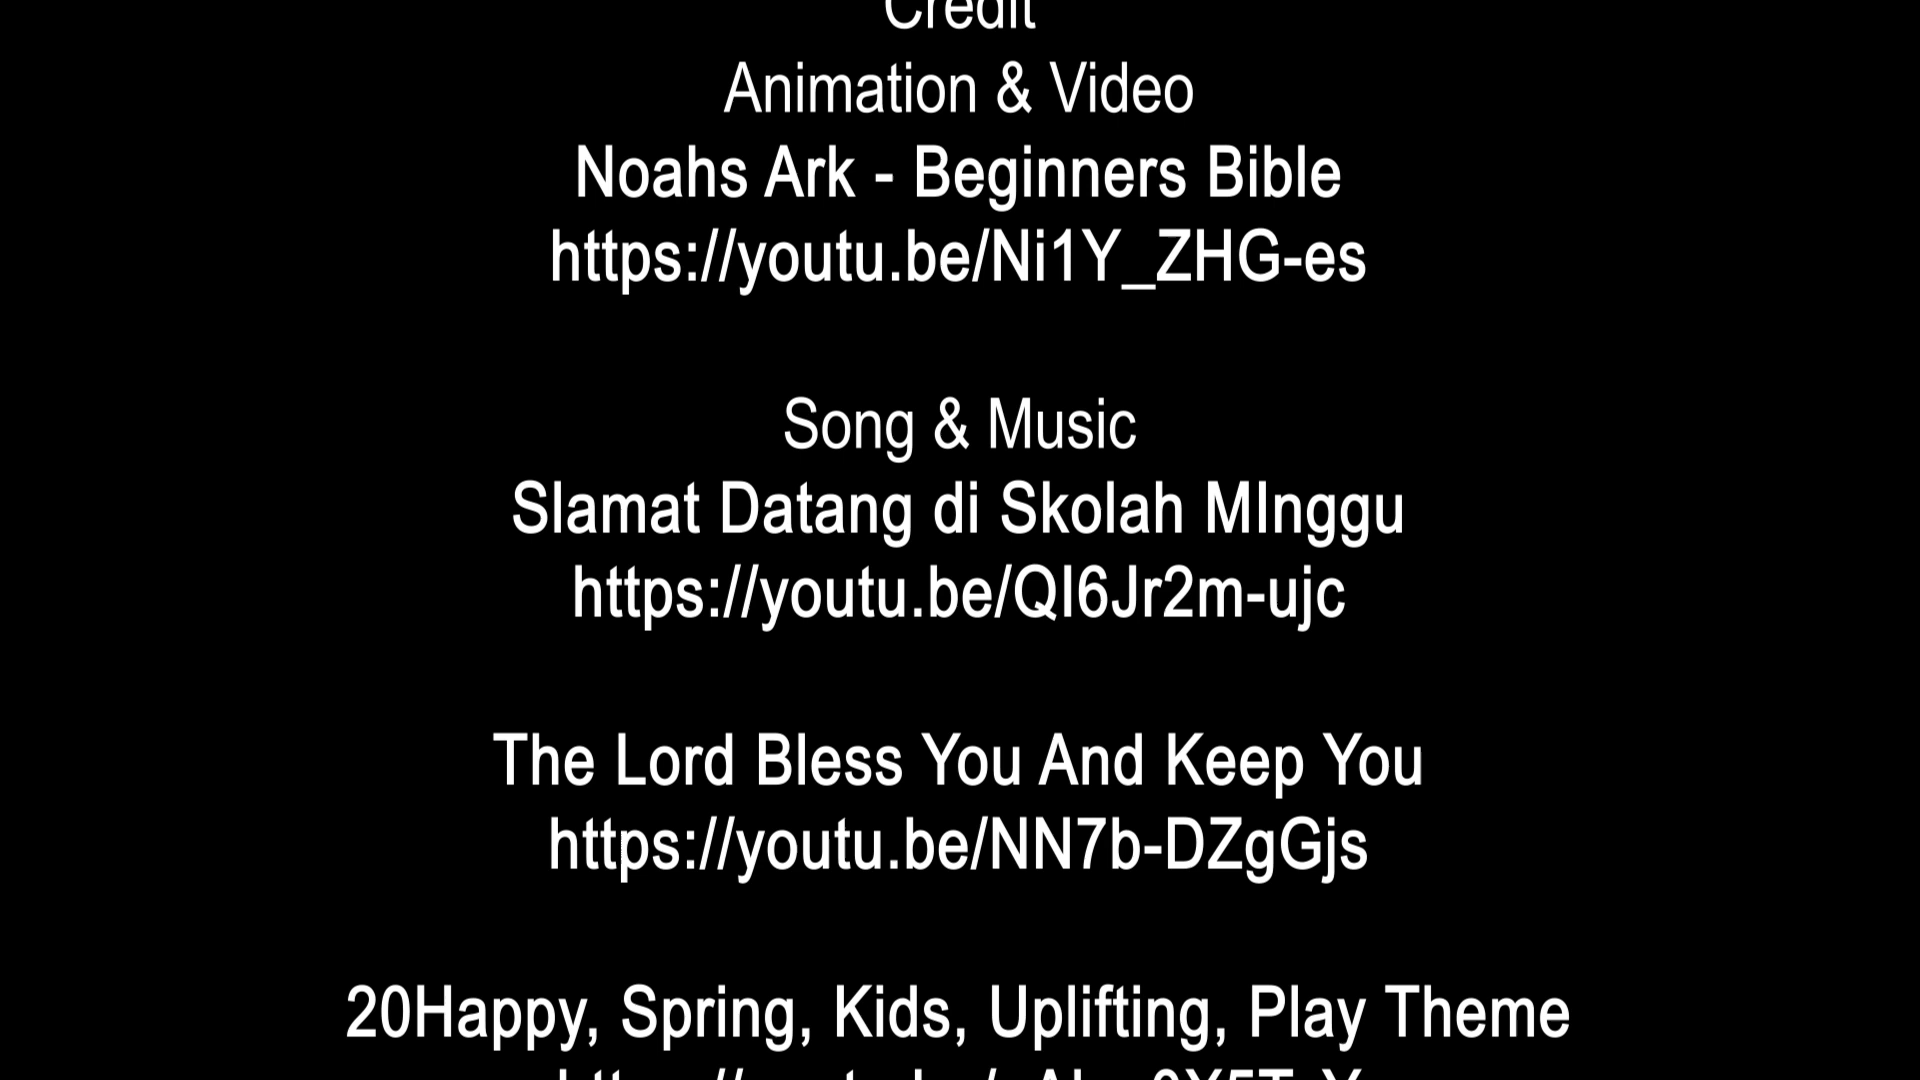 Credit
Animation & Video
Noahs Ark - Beginners Bible
https://youtu.be/Ni1Y_ZHG-es
Song & Music
Slamat Datang di Skolah MInggu
https://youtu.be/QI6Jr2m-ujc
The Lord Bless You And Keep You
https://youtu.be/NN7b-DZgGjs
20Happy, Spring, Kids, Uplifting, Play Theme